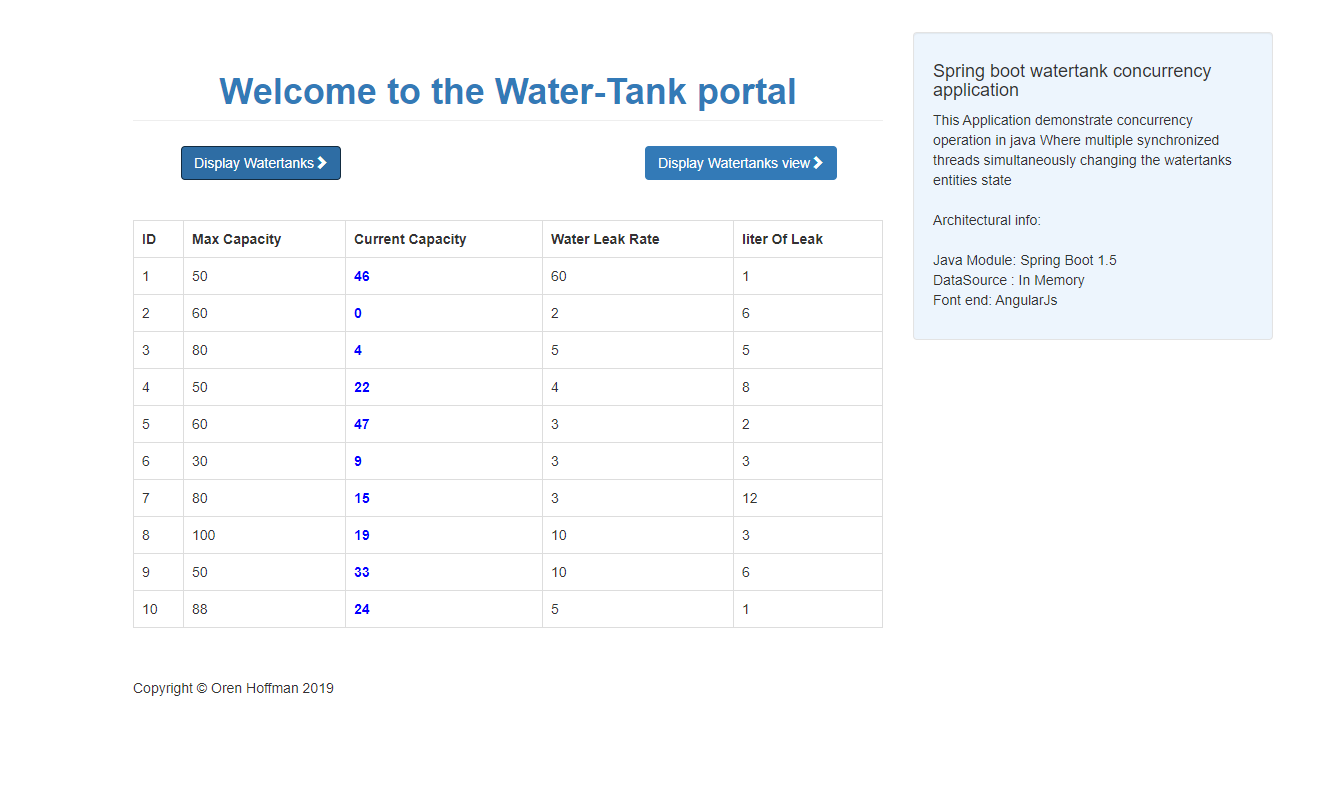 Welcome to the Water-Tank portal
Display Watertanks
Display Watertanks view
ID Max Capacity Current Capacity Water Leak Rate liter Of Leak
1 50 46 60 1
2 60 0 2 6
3 80 4 5 5
4 50 22 4 8
5 60 47 3 2
6 30 9 3 3
7 80 15 3 12
8 100 19 10 3
9 50 33 10 6
10 88 24 5 1
Copyright © Oren Hoffman 2019
Spring boot watertank concurrency
application
This Application demonstrate concurrency
operation in java Where multiple synchronized
threads simultaneously changing the watertanks
entities state
Architectural info:
Java Module: Spring Boot 1.5
DataSource : In Memory
Font end: AngularJs